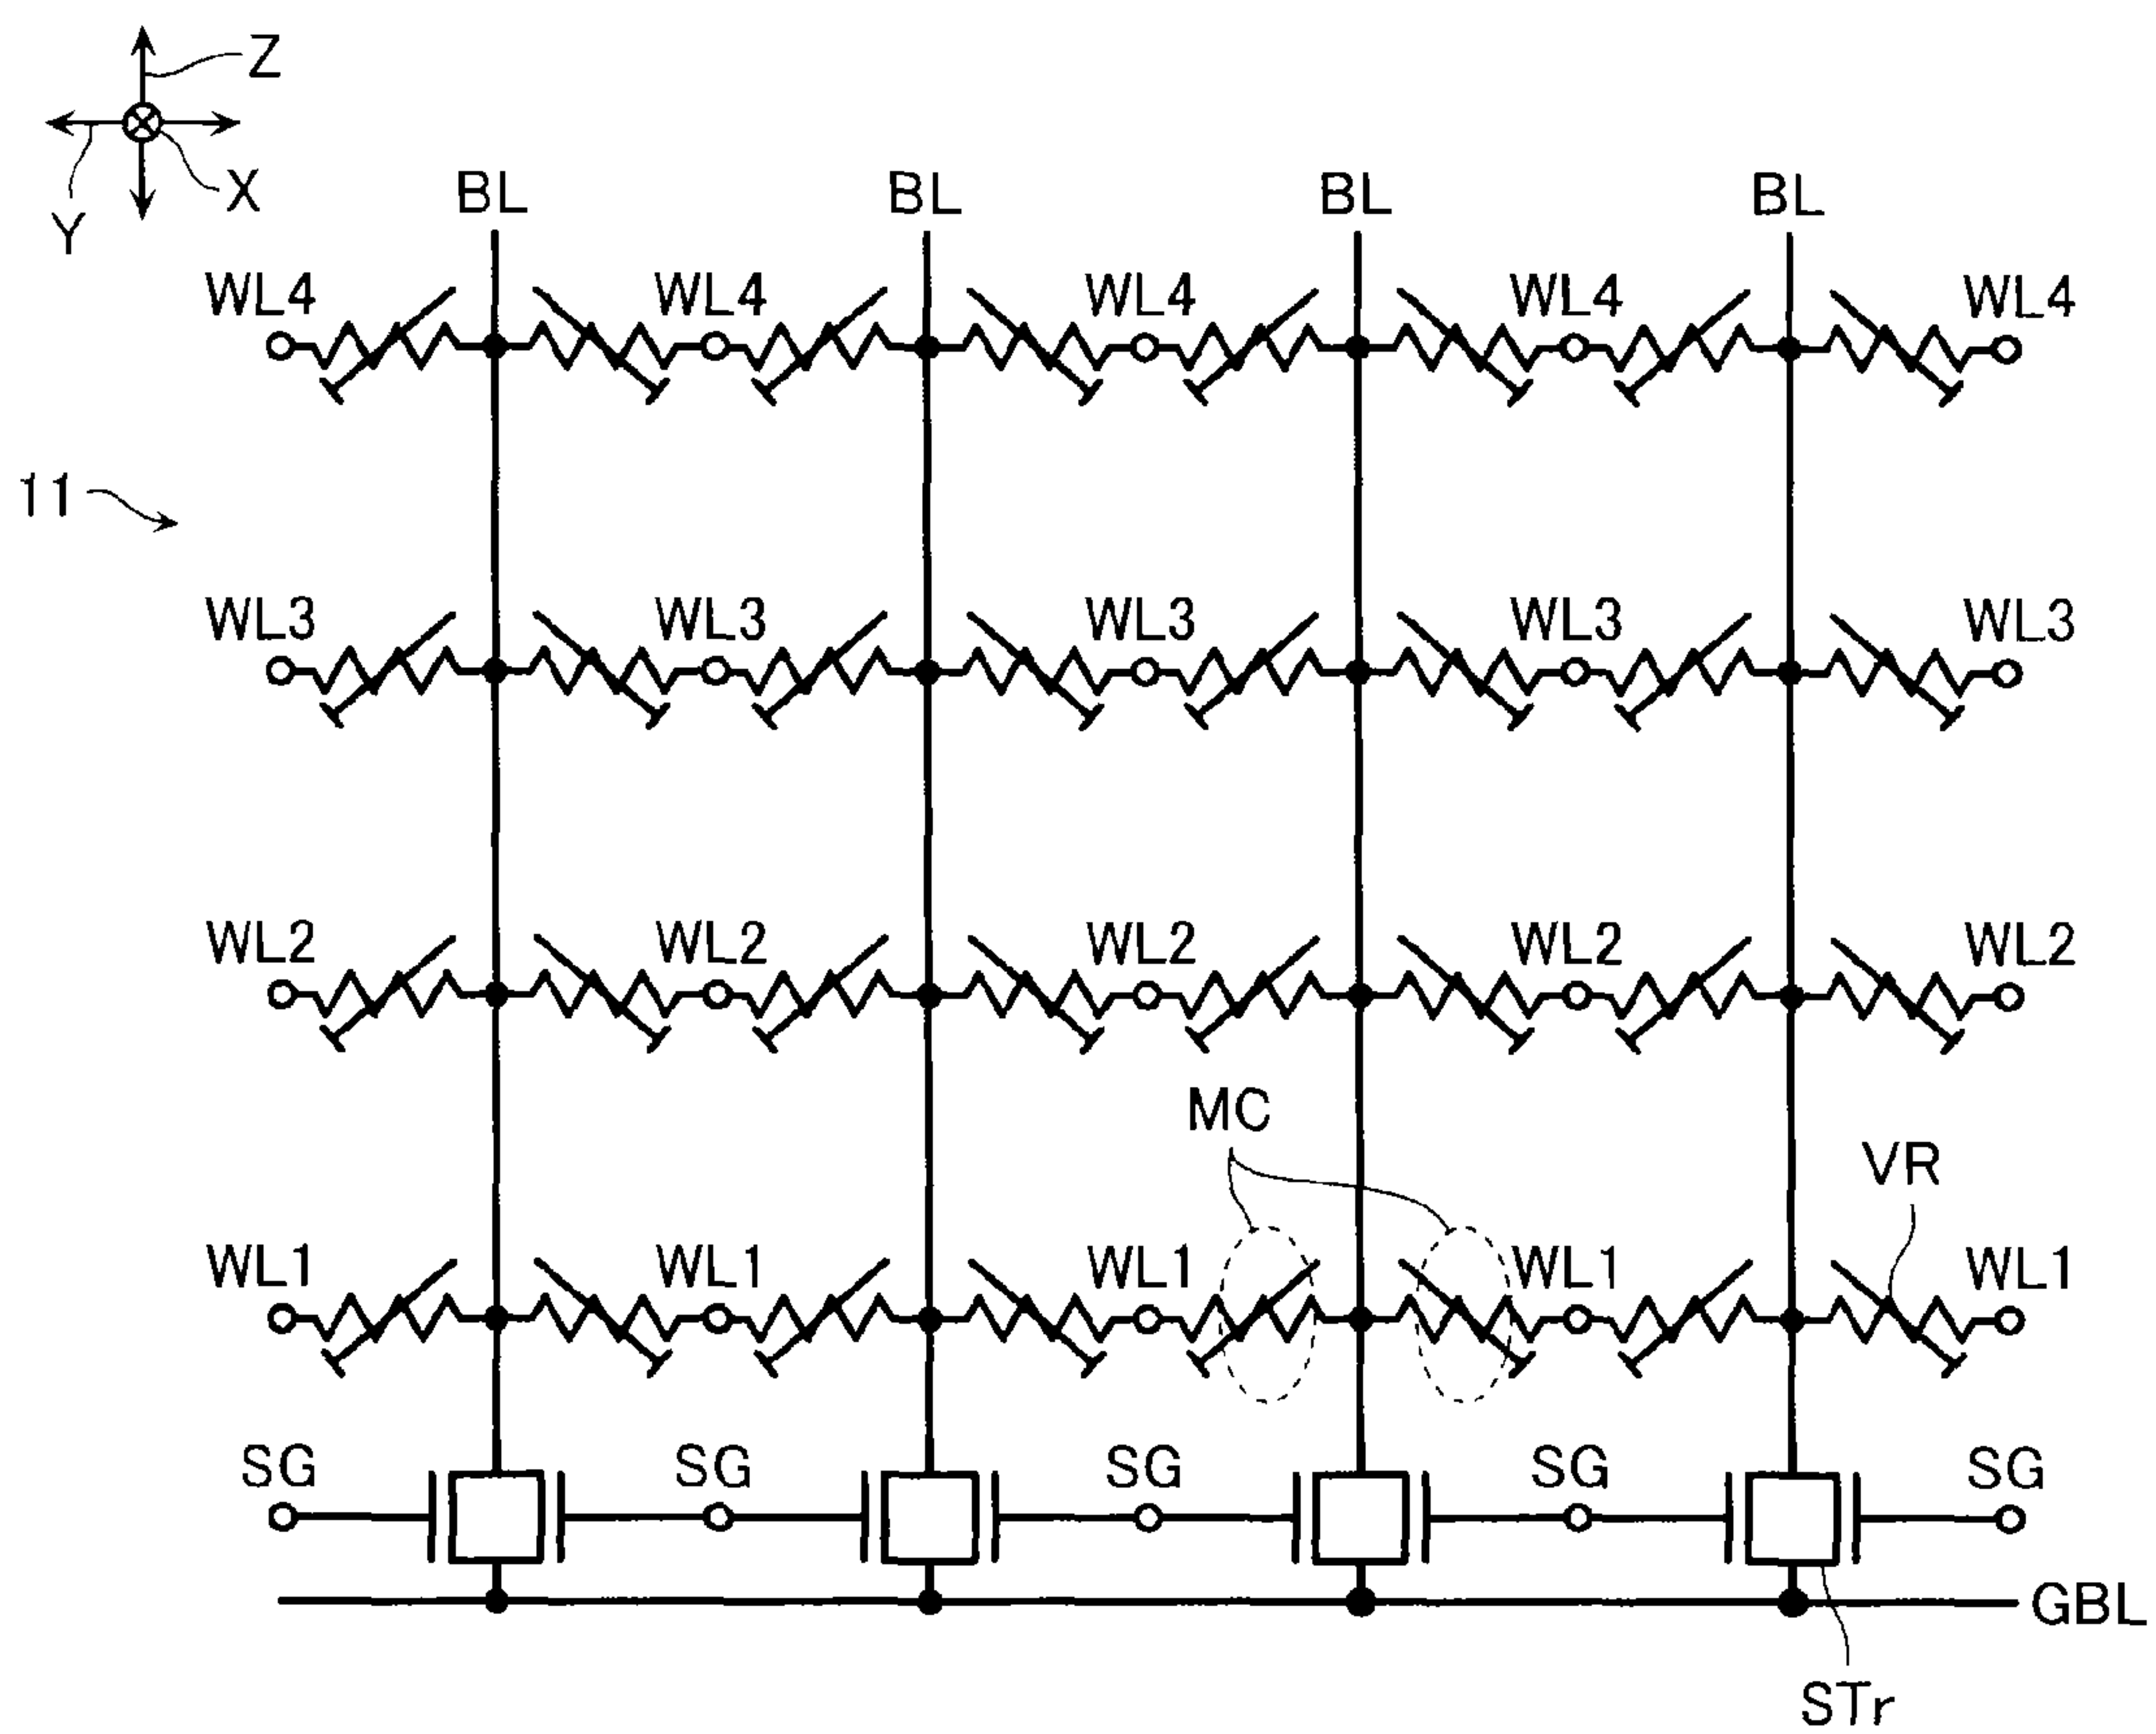 Z
X
Y
BL BL BL BL
WL4 WL4 WL4 WL4 WL4
11
WL3 WL3 WL3 WL3 WL3
WL2 WL2 WL2 WL2 WL2
MC
VR
WL1 WL1 WL1 WL1 WL1
SG SG SG SG SG
GBL
STr